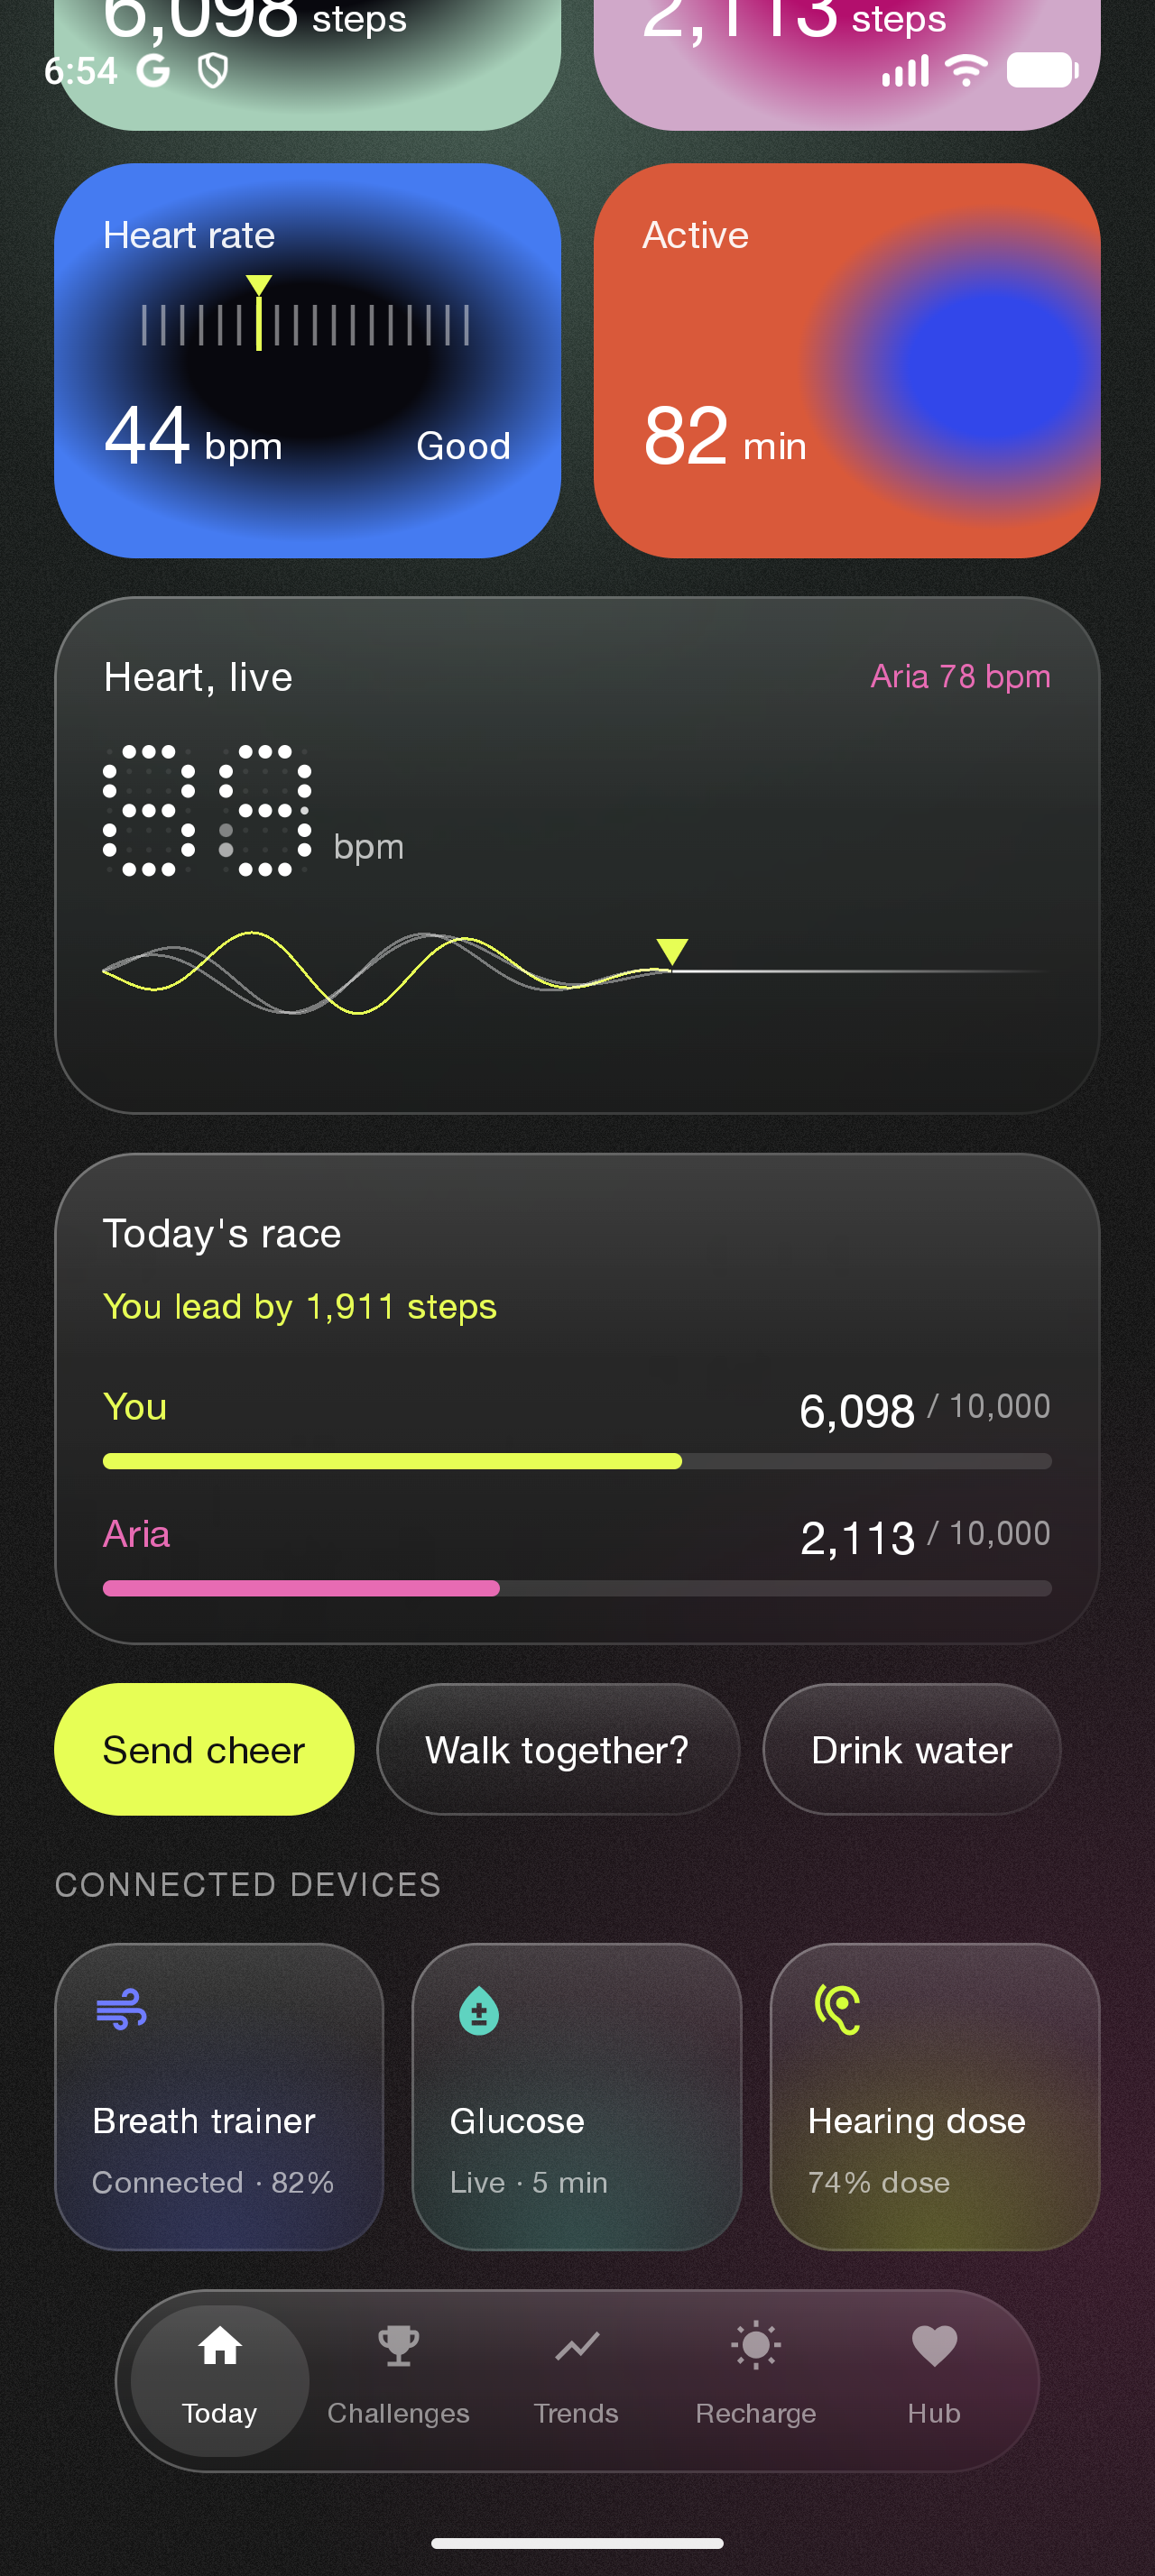 6,098 steps
2,113 steps
6:54
Heart rate
44 bpm
Good
Active
82 min
Heart, live
Aria 78 bpm
bpm
Today's race
You lead by 1,911 steps
You
6,098 / 10,000
Aria
2,113 / 10,000
Send cheer
Walk together?
Drink water
CONNECTED DEVICES
Breath trainer
Connected · 82%
Glucose
Live · 5 min
Hearing dose
74% dose
Today
Challenges
Trends
Recharge
Hub